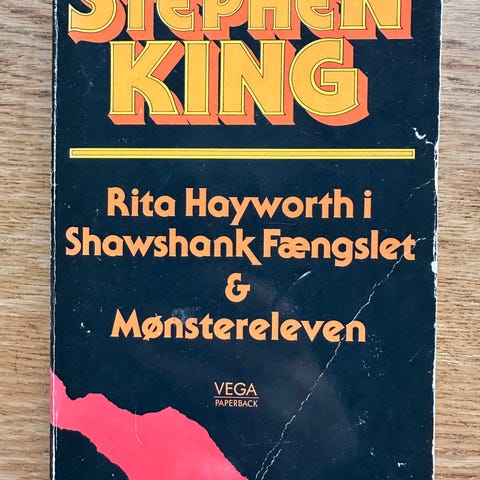 STEPHEN
KING
Rita Hayworth i
Shawshank Fængslet
&
Mønstereleven
VEGA
PAPERBACK